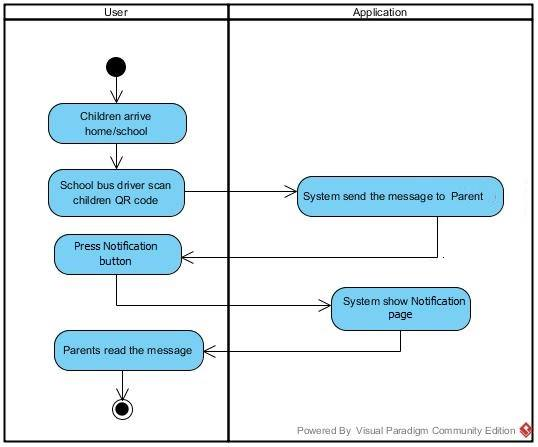 User
Application
Children arrive
home/school
School bus driver scan
children QR code
System send the message to Parent
Press Notification
button
System show Notification
page
Parents read the message
Powered By Visual Paradigm Community Edition